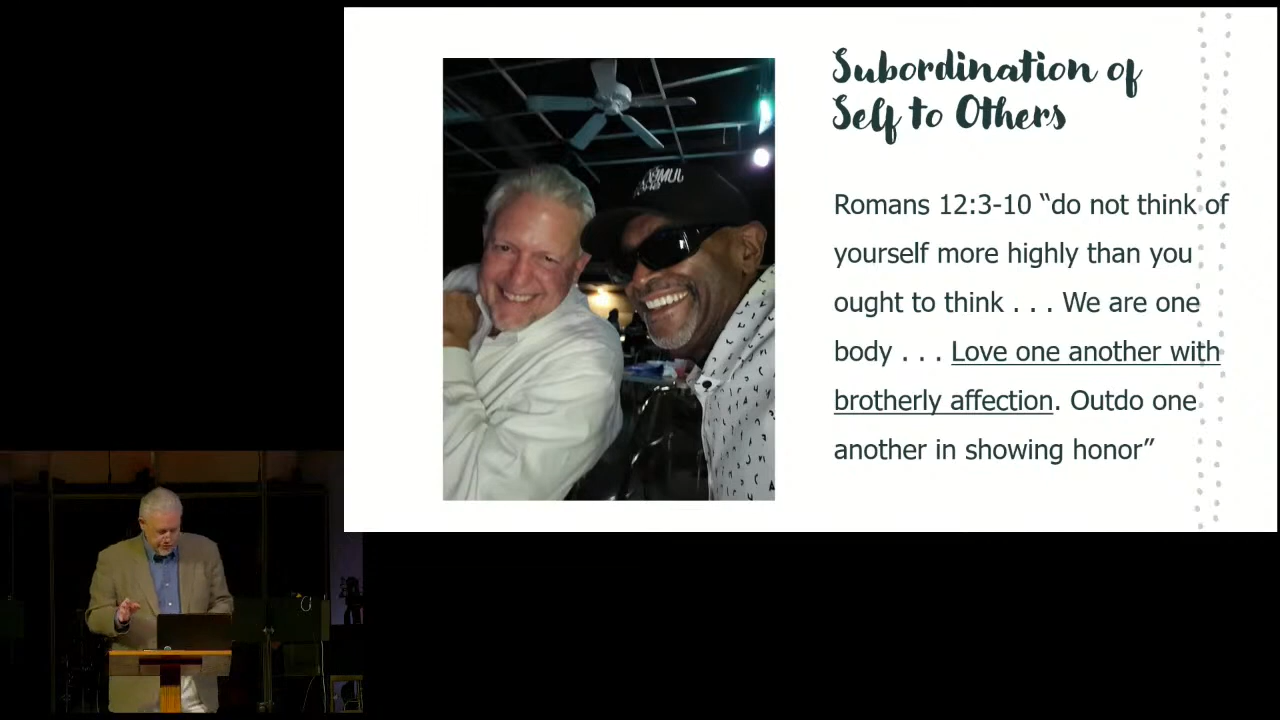 Subordination of
Self to Others
Romans 12:3-10 “do not think of
yourself more highly than you
ought to think . . . We are one
body . . . Love one another with
brotherly affection. Outdo one
another in showing honor”